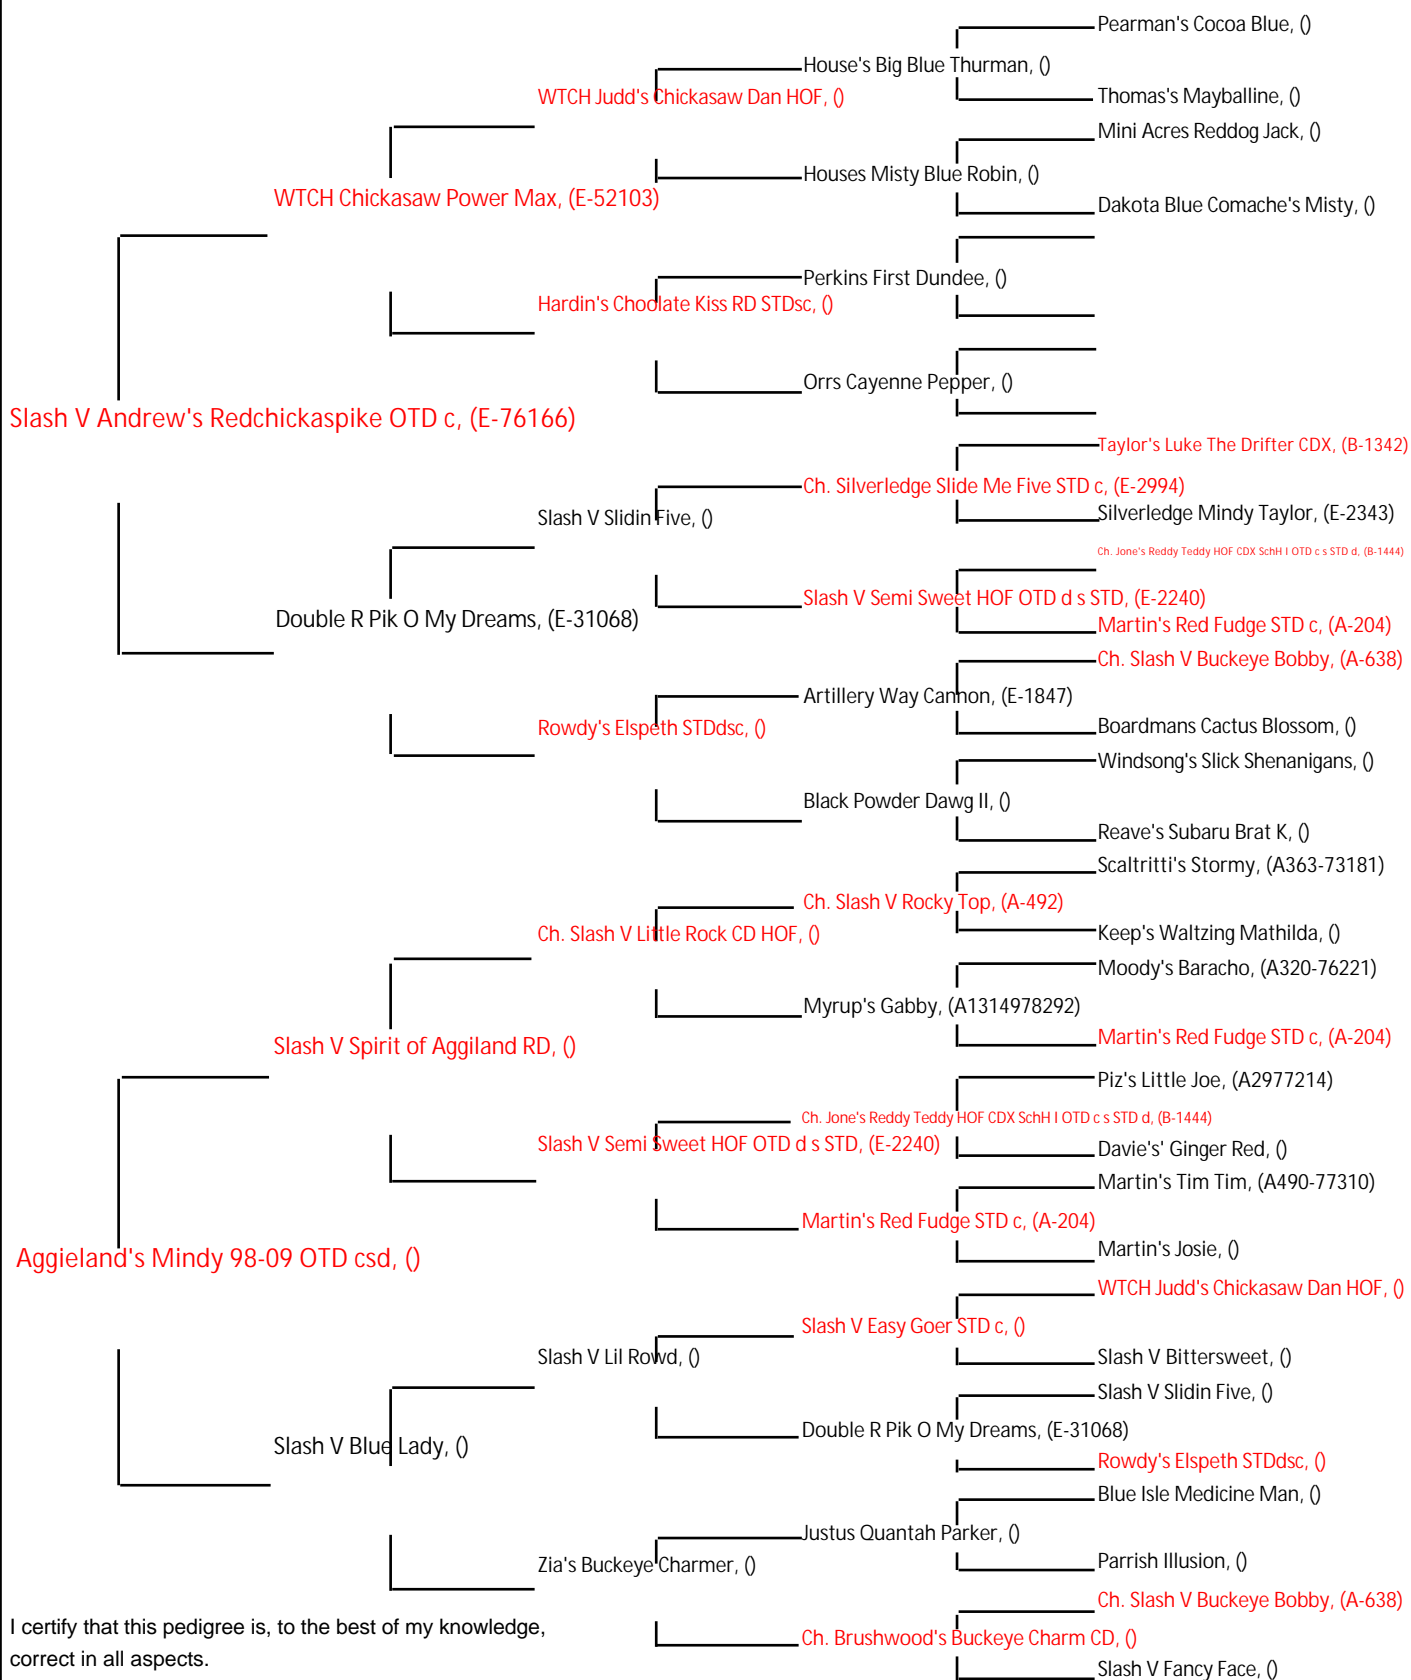 Pearman's Cocoa Blue, ()
House's Big Blue Thurman, ()
WTCH Judd's Chickasaw Dan HOF, ()
Thomas's Mayballine, ()
Mini Acres Reddog Jack, ()
Houses Misty Blue Robin, ()
WTCH Chickasaw Power Max, (E-52103)
Dakota Blue Comache's Misty, ()
Perkins First Dundee, ()
Hardin's Choolate Kiss RD STDsc, ()
Orrs Cayenne Pepper, ()
Slash V Andrew's Redchickaspike OTD c, (E-76166)
Taylor's Luke The Drifter CDX, (B-1342)
Ch. Silverledge Slide Me Five STD c, (E-2994)
Slash V Slidin Five, ()
Silverledge Mindy Taylor, (E-2343)
Ch. Jone's Reddy Teddy HOF CDX SchH I OTD c s STD d, (B-1444)
Slash V Semi Sweet HOF OTD d s STD, (E-2240)
Double R Pik O My Dreams, (E-31068)
Martin's Red Fudge STD c, (A-204)
Ch. Slash V Buckeye Bobby, (A-638)
Artillery Way Cannon, (E-1847)
Rowdy's Elspeth STDdsc, ()
Boardmans Cactus Blossom, ()
Windsong's Slick Shenanigans, ()
Black Powder Dawg II, ()
Reave's Subaru Brat K, ()
Scaltritti's Stormy, (A363-73181)
Ch. Slash V Rocky Top, (A-492)
Ch. Slash V Little Rock CD HOF, ()
Keep's Waltzing Mathilda, ()
Moody's Baracho, (A320-76221)
Myrup's Gabby, (A1314978292)
Slash V Spirit of Aggiland RD, ()
Martin's Red Fudge STD c, (A-204)
Piz's Little Joe, (A2977214)
Ch. Jone's Reddy Teddy HOF CDX SchH I OTD c s STD d, (B-1444)
Slash V Semi Sweet HOF OTD d s STD, (E-2240)
Davie's' Ginger Red, ()
Martin's Tim Tim, (A490-77310)
Martin's Red Fudge STD c, (A-204)
Martin's Josie, ()
Aggieland's Mindy 98-09 OTD csd, ()
WTCH Judd's Chickasaw Dan HOF, ()
Slash V Easy Goer STD c, ()
Slash V Lil Rowd, ()
Slash V Bittersweet, ()
Slash V Slidin Five, ()
Double R Pik O My Dreams, (E-31068)
Slash V Blue Lady, ()
Rowdy's Elspeth STDdsc, ()
Blue Isle Medicine Man, ()
Justus Quantah Parker, ()
Zia's Buckeye Charmer, ()
Parrish Illusion, ()
Ch. Slash V Buckeye Bobby, (A-638)
Ch. Brushwood's Buckeye Charm CD, ()
Slash V Fancy Face, ()
I certify that this pedigree is, to the best of my knowledge,
correct in all aspects.